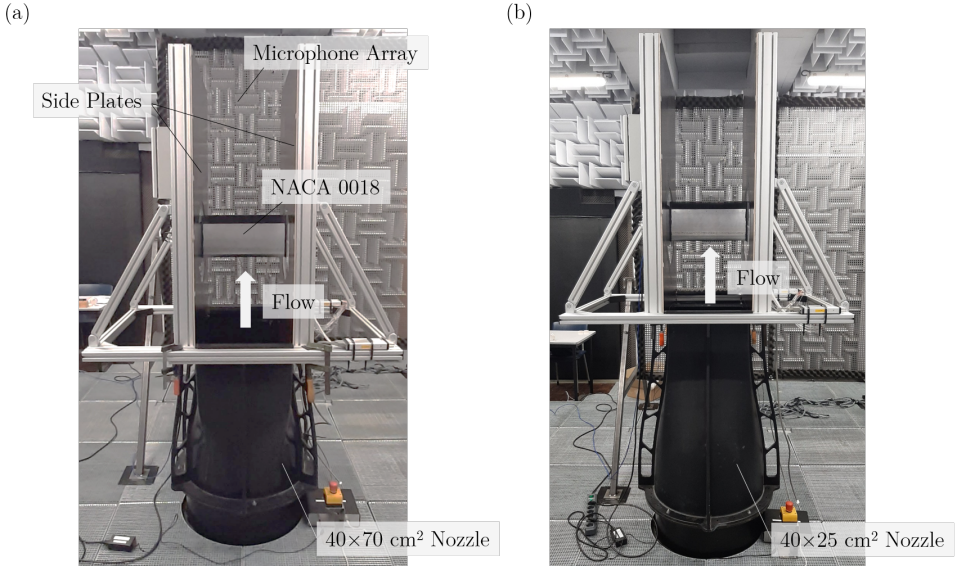 (a)
Microphone Array
Side Plates
NACA 0018
Flow
40×70 cm² Nozzle
(b)
Flow
40×25 cm² Nozzle